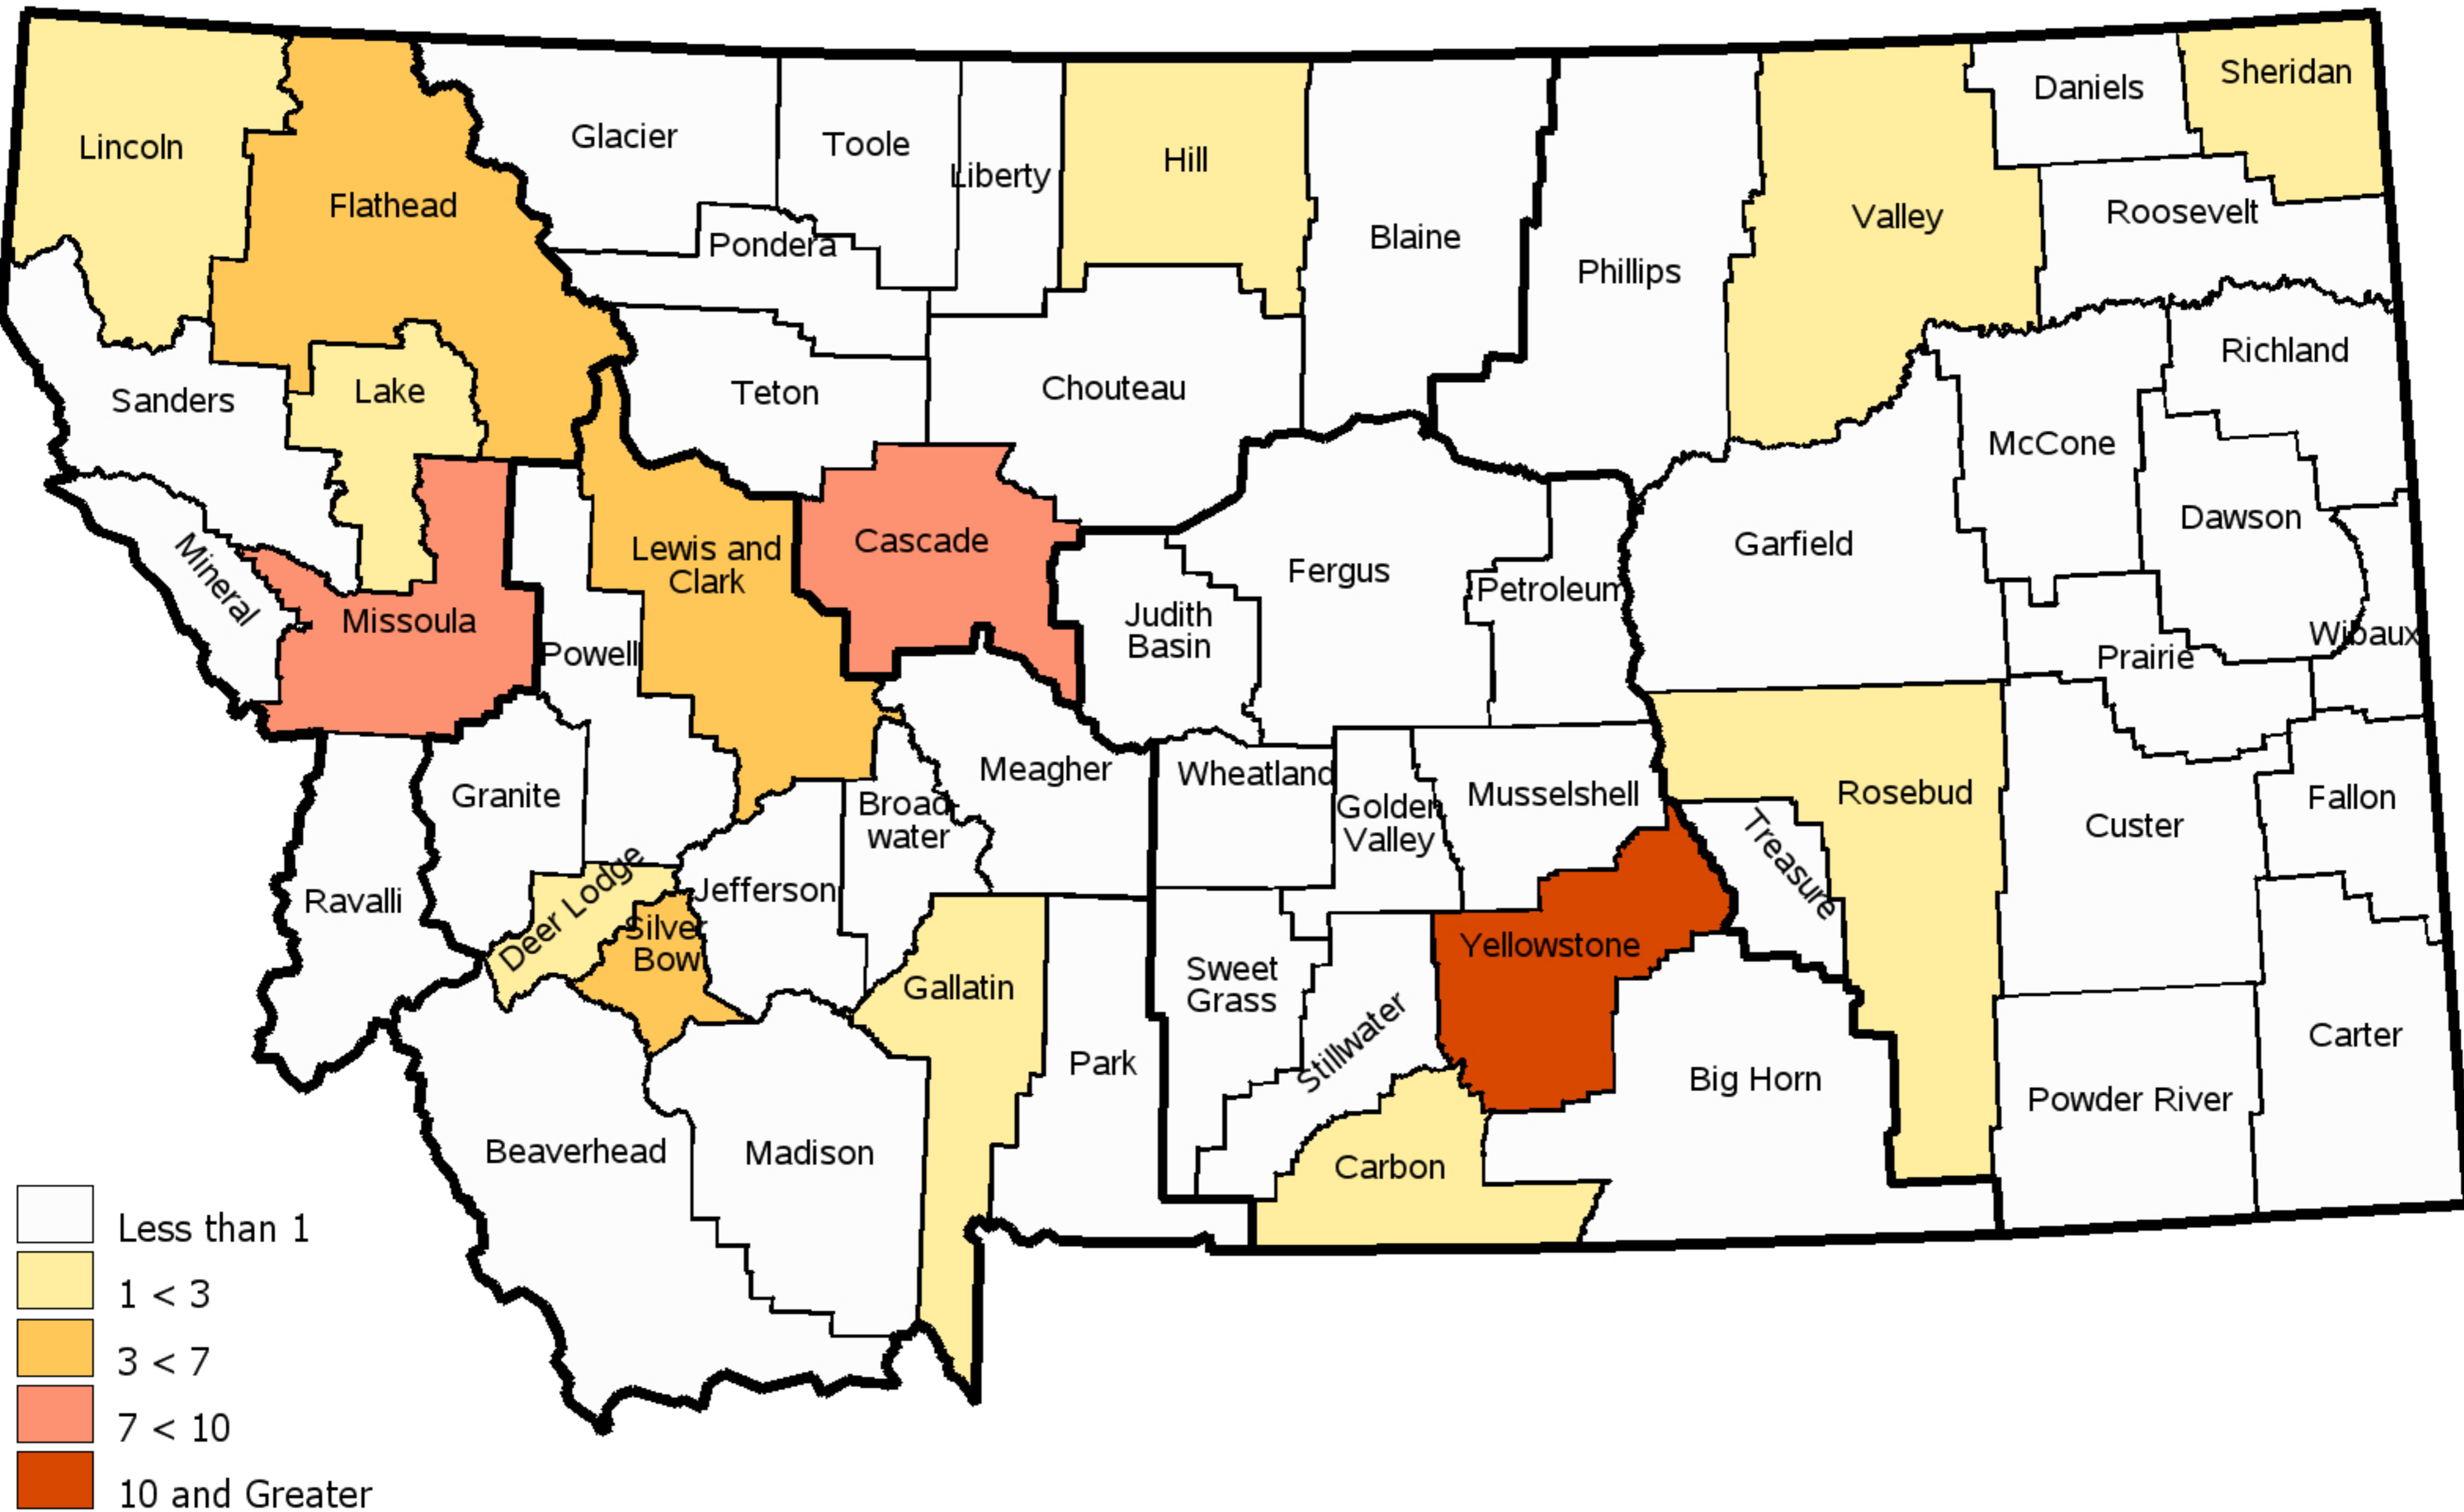 Sheridan
Daniels
Glacier
Toole
Lincoln
Hill
Liberty
Flathead
Roosevelt
Valley
Blaine
Pondera
Phillips
Richland
Chouteau
Lake
Teton
Sanders
McCone
Dawson
Cascade
Garfield
Lewis and
Clark
Fergus
Mineral
Petroleum
Judith
Basin
Missoula
Wibaux
Powell
Prairie
Meagher
Wheatland
Rosebud
Musselshell
Granite
Fallon
Broad
water
Golden
Valley
Custer
Treasure
Jefferson
Ravalli
Deer Lodge
Silver
Bow
Yellowstone
Sweet
Grass
Gallatin
Stillwater
Carter
Park
Big Horn
Powder River
Beaverhead
Madison
Carbon
Less than 1
1 < 3
3 < 7
7 < 10
10 and Greater